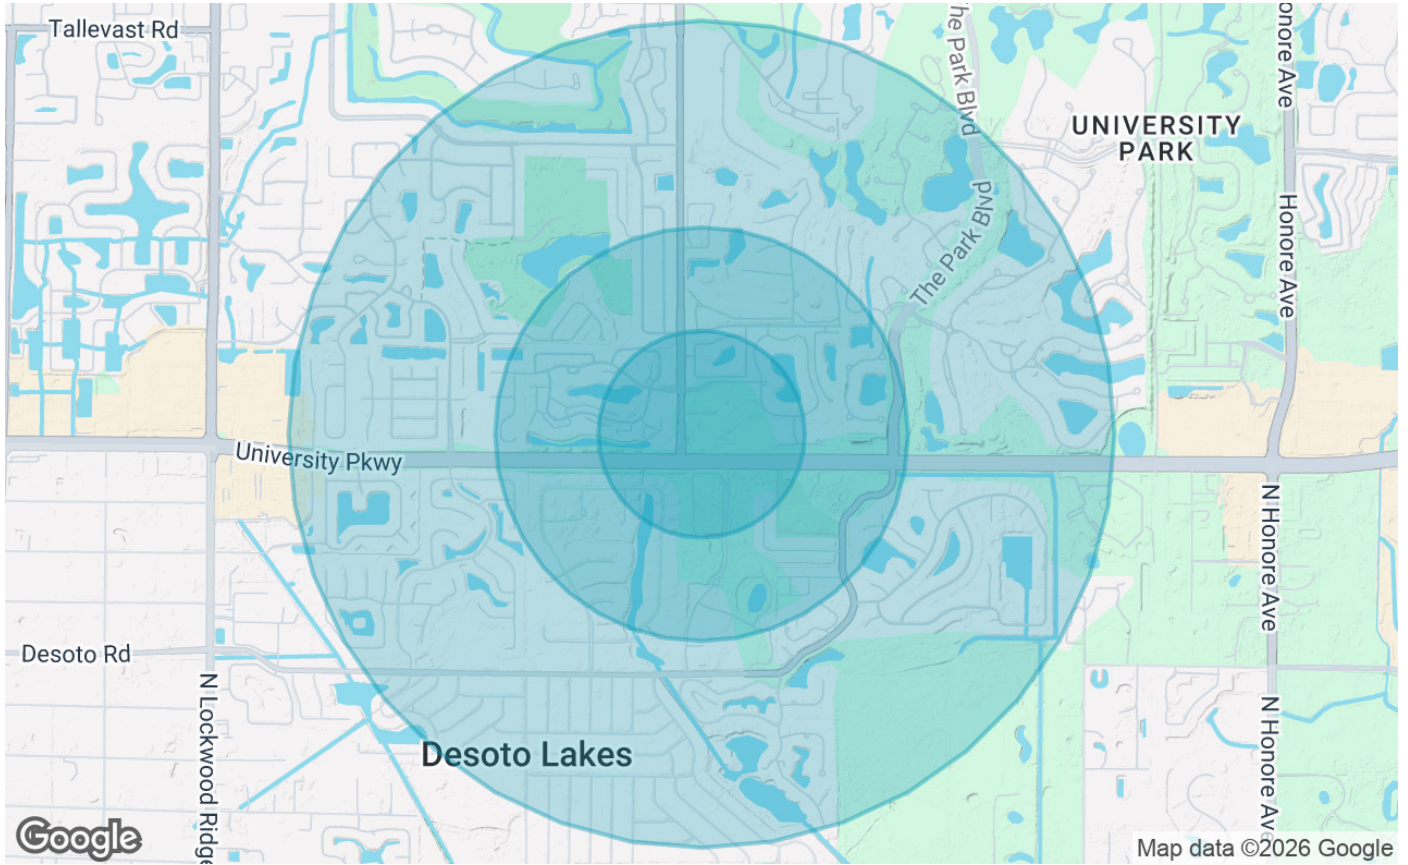 Tallevast Rd
The Park Blvd
Honore Ave
UNIVERSITY
PARK
The Park Blvd
Honore Ave
University Pkwy
N Honore Ave
Desoto Rd
N Lockwood Ridge
N Honore Ave
Desoto Lakes
Google
Map data ©2026 Google